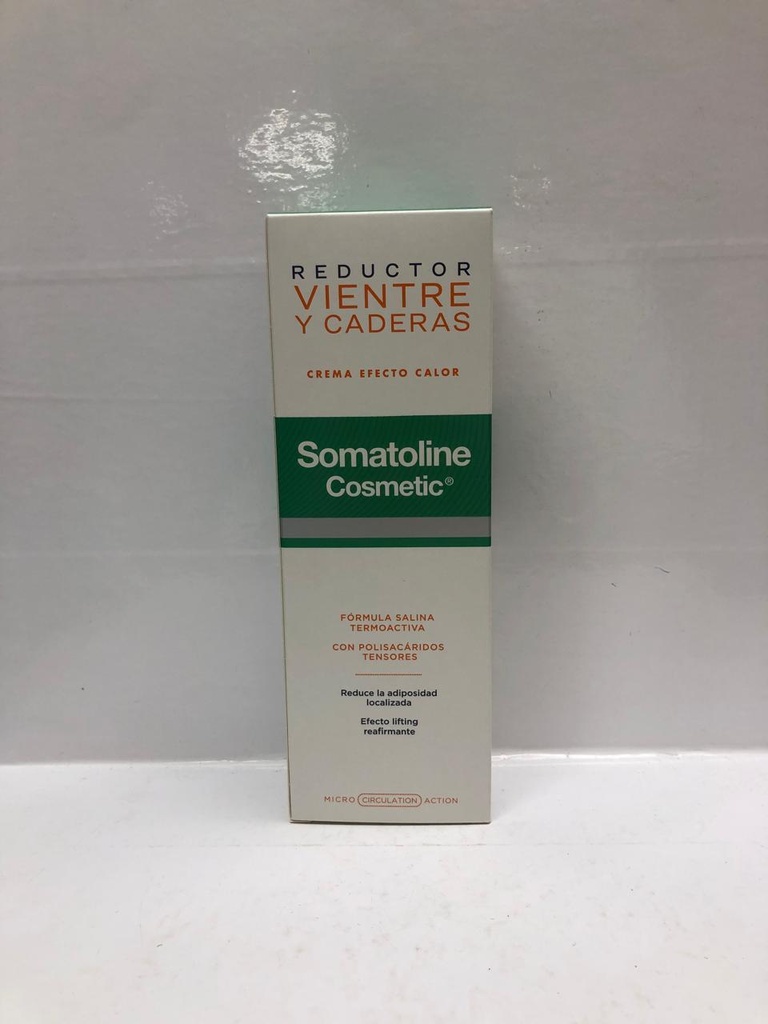 REDUCTOR
VIENTRE
Y CADERAS
CREMA EFECTO CALOR
Somatoline
Cosmetic®
FÓRMULA SALINA
TERMOACTIVA
CON POLISACÁRIDOS
TENSORES
Reduce la adiposidad
localizada
Efecto lifting
reafirmante
MICRO CIRCULATION ACTION